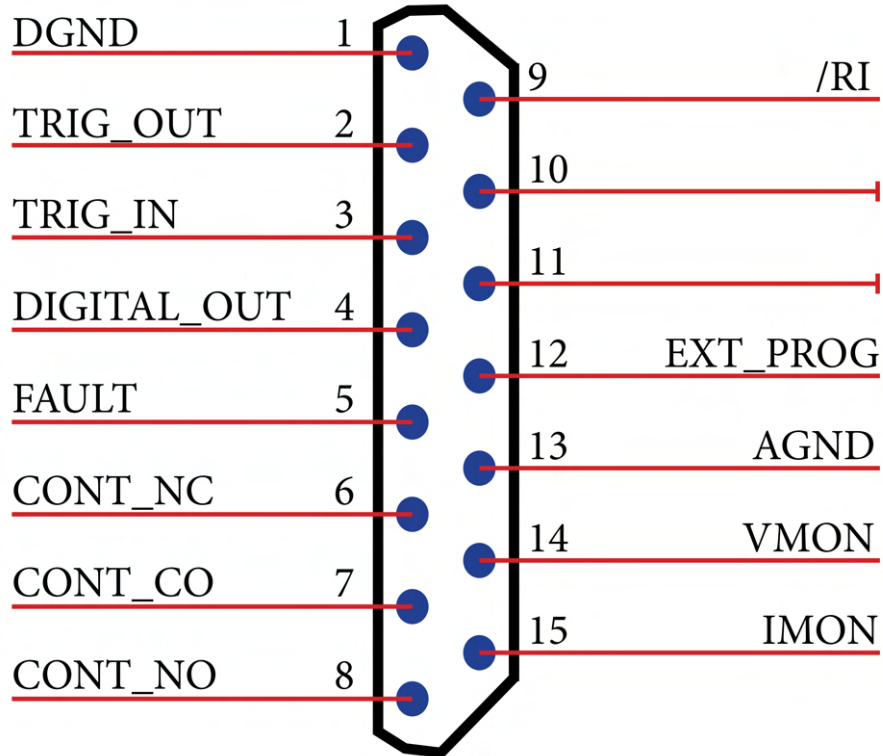 DGND 1
TRIG_OUT 2
TRIG_IN 3
DIGITAL_OUT 4
FAULT 5
CONT_NC 6
CONT_CO 7
CONT_NO 8
9 /RI
10
11
12 EXT_PROG
13 AGND
14 VMON
15 IMON